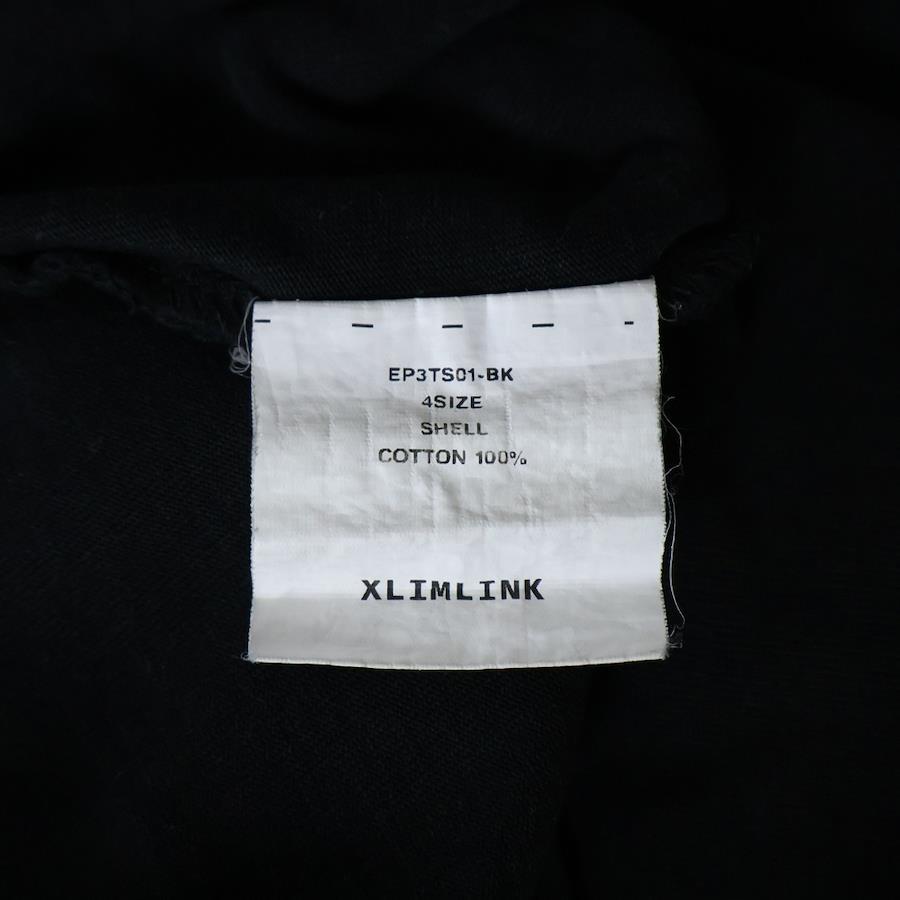 EP3TS01-BK
4SIZE
SHELL
COTTON 100%
XLIMLINK